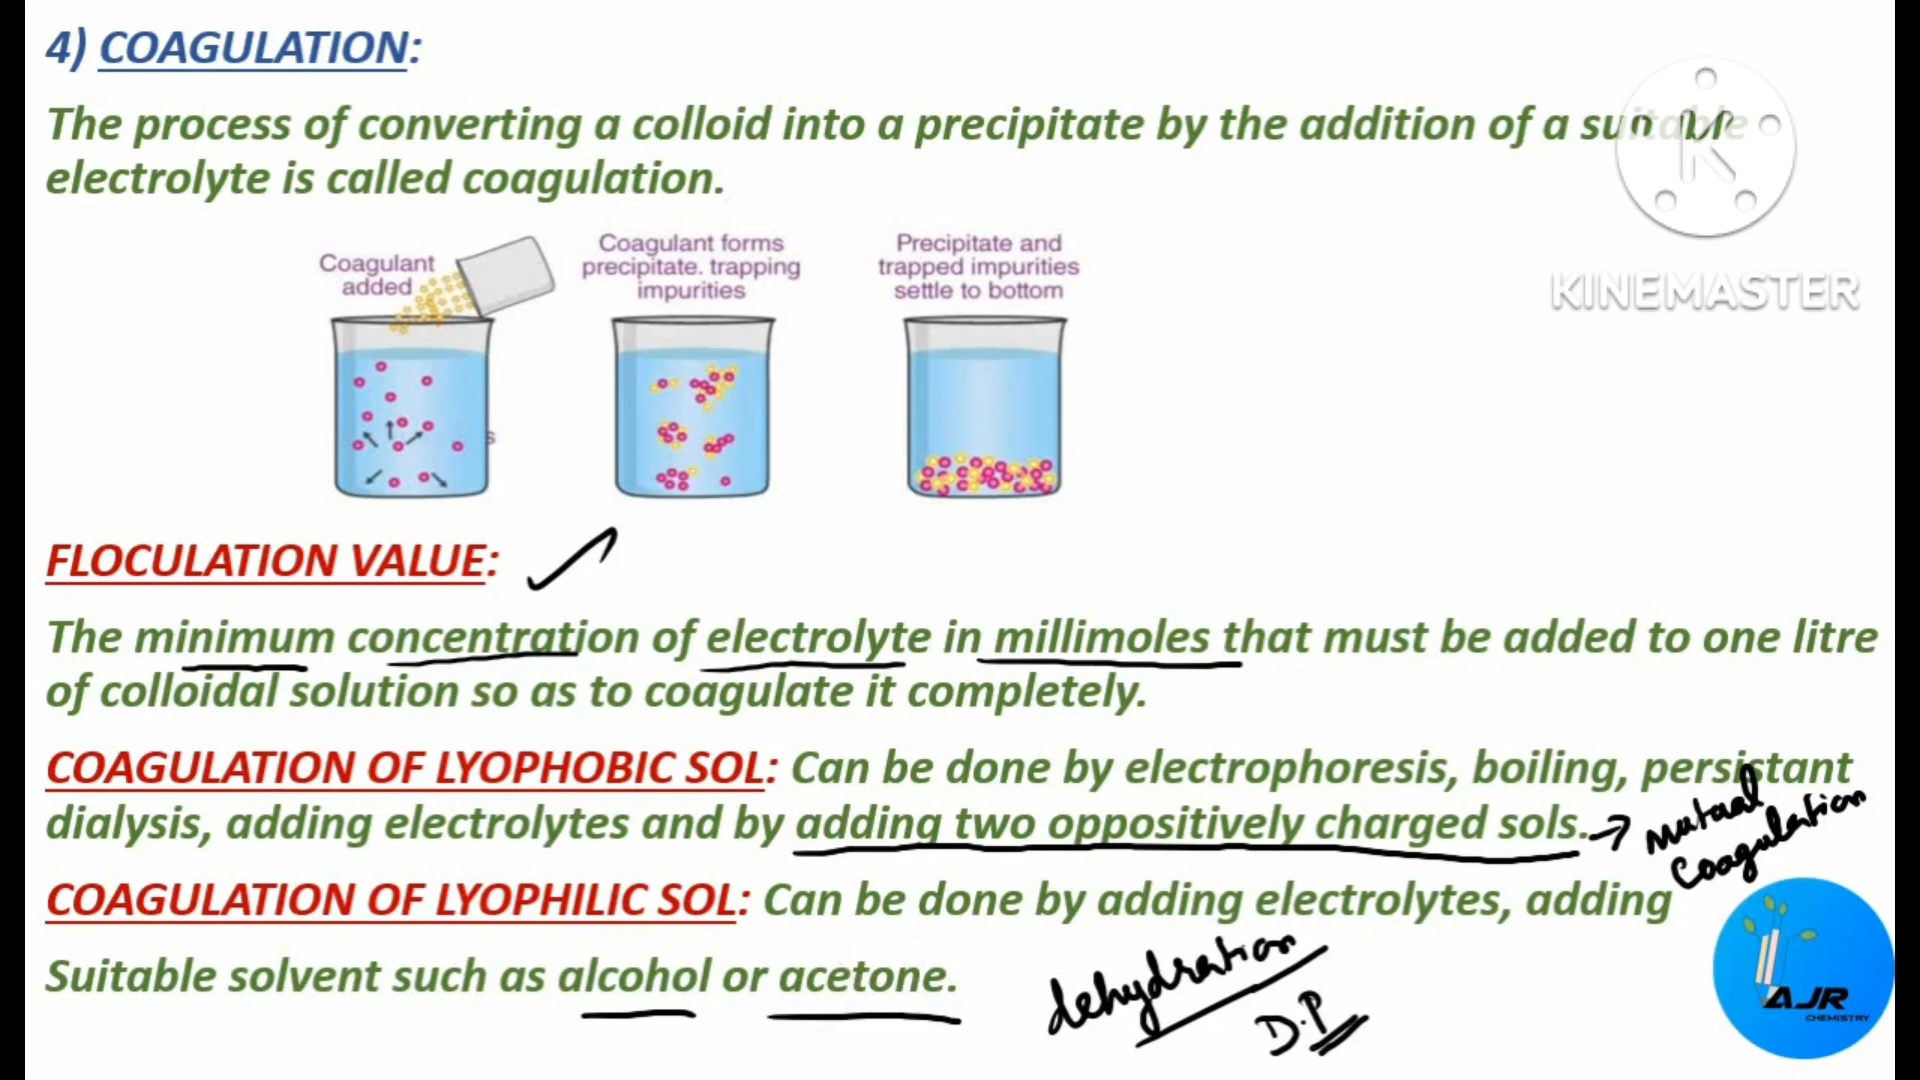 4) COAGULATION:
The process of converting a colloid into a precipitate by the addition of a suitable
electrolyte is called coagulation.
KINEMASTER
Coagulant
added
Coagulant forms
precipitate. trapping
impurities
Precipitate and
trapped impurities
settle to bottom
s
FLOCULATION VALUE:
The minimum concentration of electrolyte in millimoles that must be added to one litre
of colloidal solution so as to coagulate it completely.
COAGULATION OF LYOPHOBIC SOL: Can be done by electrophoresis, boiling, persistant
dialysis, adding electrolytes and by adding two oppositively charged sols.
→ mutual
coagulation
COAGULATION OF LYOPHILIC SOL: Can be done by adding electrolytes, adding
Suitable solvent such as alcohol or acetone.
dehydration
D.P
AJR
CHEMISTRY